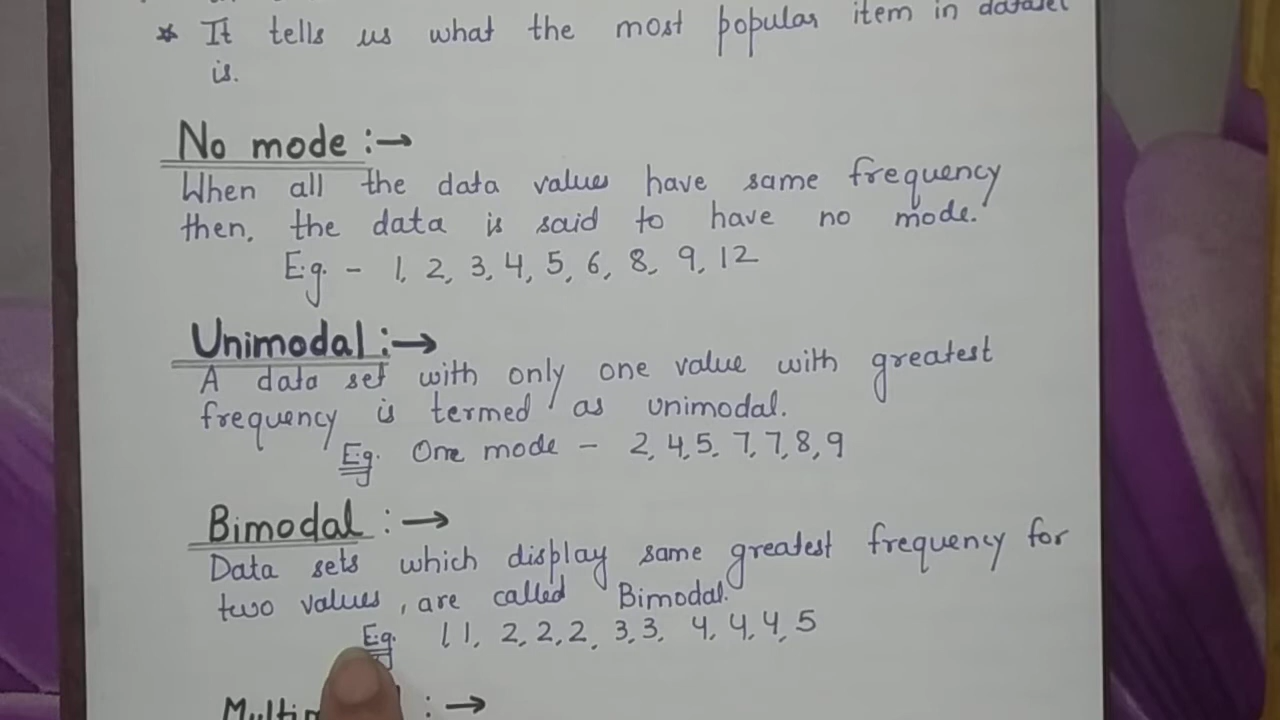 * It tells us what the most popular item in dataset
is.
No mode :→
When all the data values have same frequency
then, the data is said to have no mode.
E.g. - 1, 2, 3, 4, 5, 6, 8, 9, 12
Unimodal :→
A data set with only one value with greatest
frequency is termed as unimodal.
E.g. One mode - 2, 4, 5, 7, 7, 8, 9
Bimodal :→
Data sets which display same greatest frequency for
two values, are called Bimodal.
E.g. 1 1, 2, 2, 2, 3, 3, 4, 4, 4, 5
:→